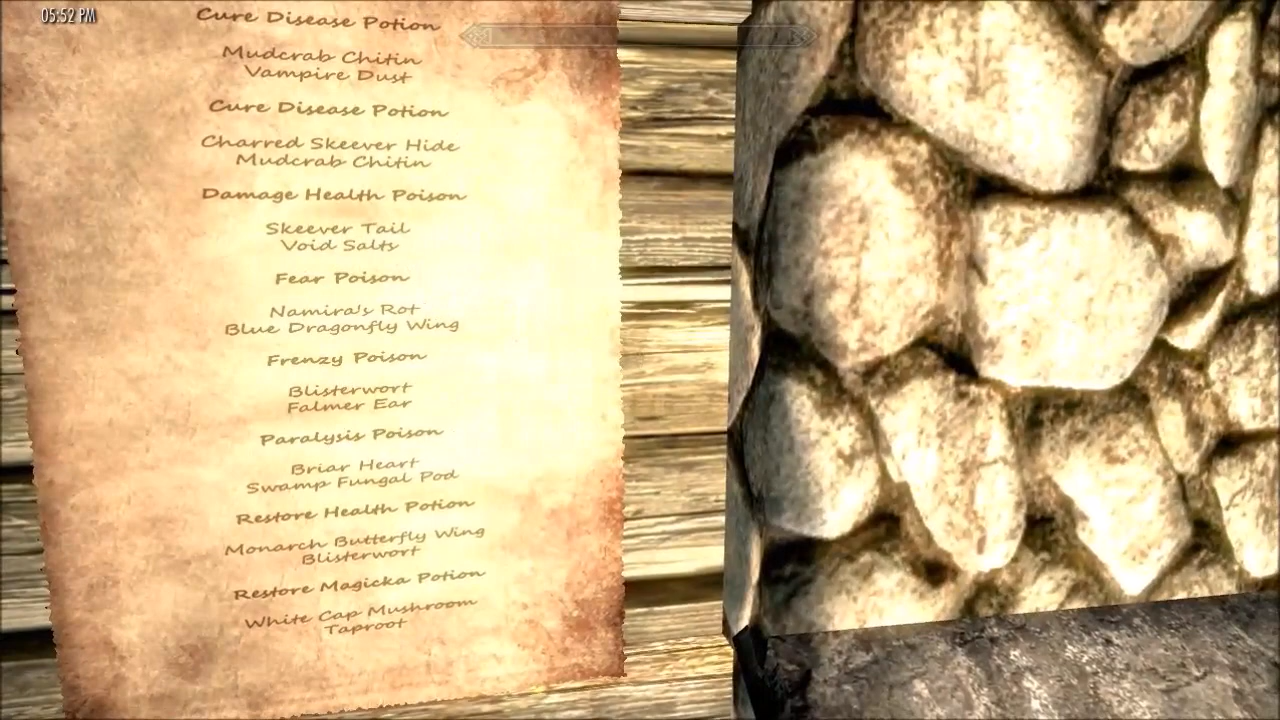 05:52 PM
Cure Disease Potion
Mudcrab Chitin
Vampire Dust
Cure Disease Potion
Charred Skeever Hide
Mudcrab Chitin
Damage Health Poison
Skeever Tail
Void Salts
Fear Poison
Namira's Rot
Blue Dragonfly Wing
Frenzy Poison
Blisterwort
Falmer Ear
Paralysis Poison
Briar Heart
Swamp Fungal Pod
Restore Health Potion
Monarch Butterfly Wing
Blisterwort
Restore Magicka Potion
White Cap Mushroom
Taproot